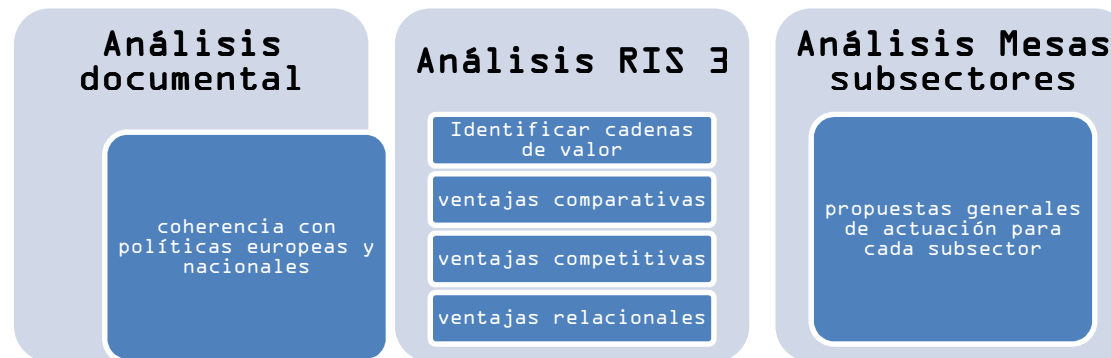 Análisis
documental
coherencia con
políticas europeas y
nacionales
Análisis RIS 3
Identificar cadenas
de valor
ventajas comparativas
ventajas competitivas
ventajas relacionales
Análisis Mesas
subsectores
propuestas generales
de actuación para
cada subsector